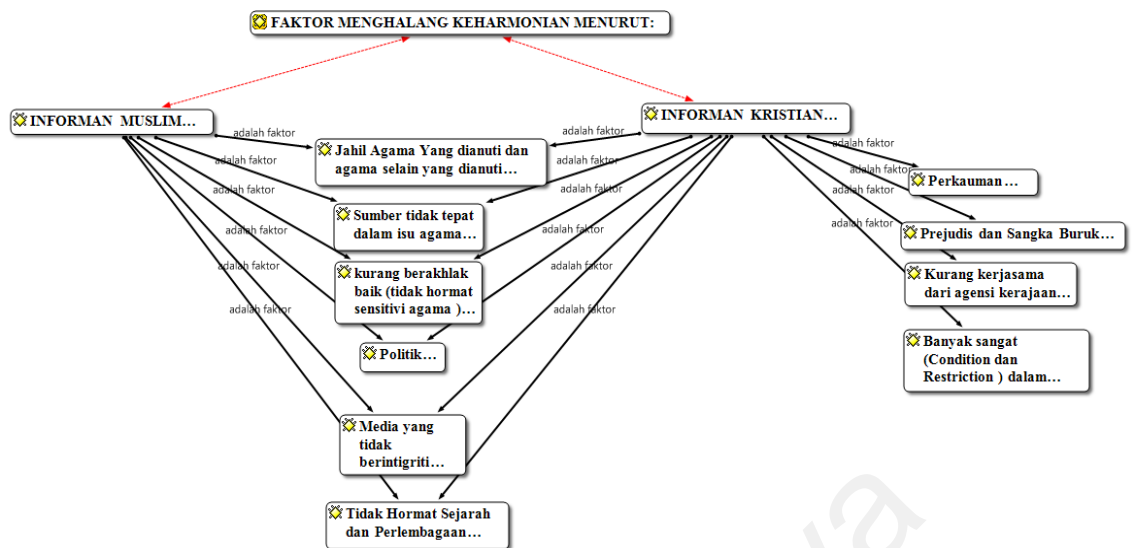 FAKTOR MENGHALANG KEHARMONIAN MENURUT:
INFORMAN MUSLIM...
INFORMAN KRISTIAN...
adalah faktor
adalah faktor
adalah faktor
Jahil Agama Yang dianuti dan
agama selain yang dianuti...
adalah faktor
adalah faktor
adalah faktor
adalah faktor
adalah faktor
Perkauman ...
adalah faktor
adalah faktor
adalah faktor
Sumber tidak tepat
dalam isu agama...
adalah faktor
adalah faktor
adalah faktor
Prejudis dan Sangka Buruk...
adalah faktor
adalah faktor
kurang berakhlak
baik (tidak hormat
sensitivi agama )...
Kurang kerjasama
dari agensi kerajaan...
adalah faktor
adalah faktor
Politik...
Banyak sangat
(Condition dan
Restriction ) dalam...
Media yang
tidak
berintigriti...
Tidak Hormat Sejarah
dan Perlembagaan...